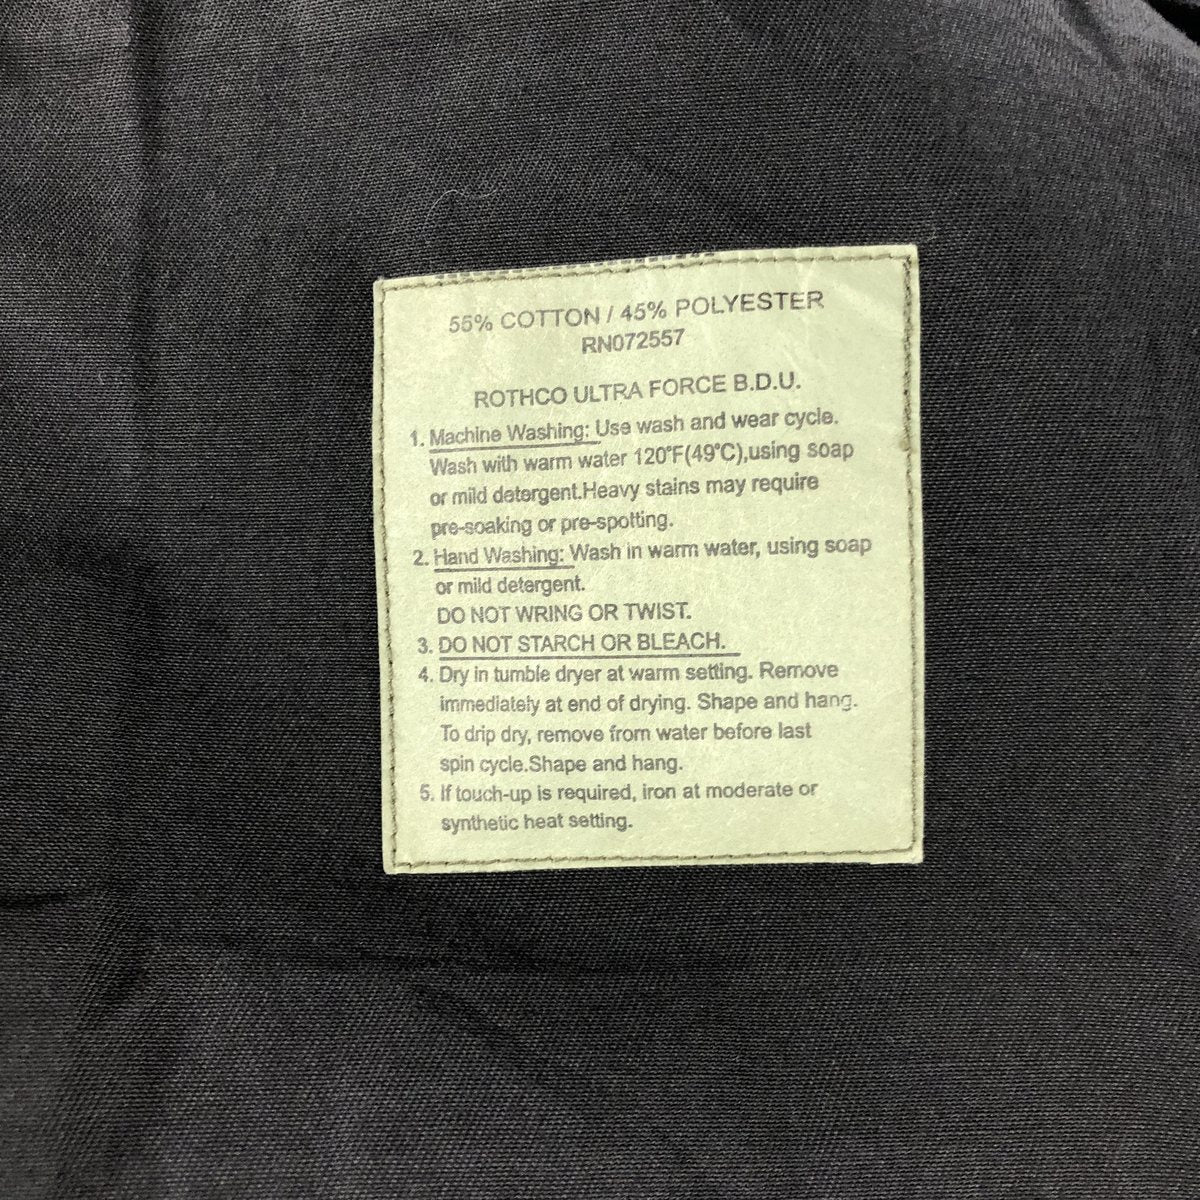 55% COTTON / 45% POLYESTER
RN072557
ROTHCO ULTRA FORCE B.D.U.
1. Machine Washing: Use wash and wear cycle.
Wash with warm water 120°F(49°C),using soap
or mild detergent.Heavy stains may require
pre-soaking or pre-spotting.
2. Hand Washing: Wash in warm water, using soap
or mild detergent.
DO NOT WRING OR TWIST.
3. DO NOT STARCH OR BLEACH.
4. Dry in tumble dryer at warm setting. Remove
immediately at end of drying. Shape and hang.
To drip dry, remove from water before last
spin cycle.Shape and hang.
5. If touch-up is required, iron at moderate or
synthetic heat setting.